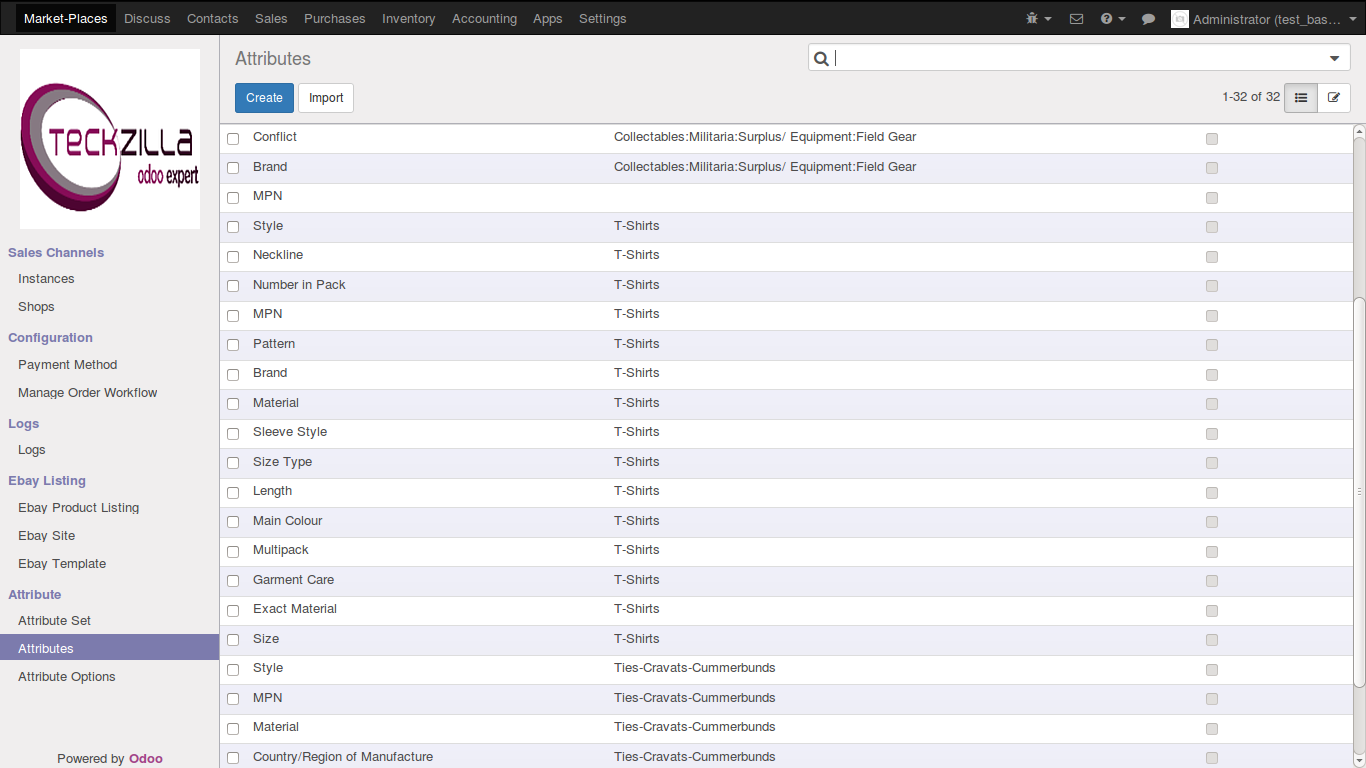 Market-Places Discuss Contacts Sales Purchases Inventory Accounting Apps Settings Administrator (test_bas...
TECKZILLA
odoo expert
Sales Channels
Instances
Shops
Configuration
Payment Method
Manage Order Workflow
Logs
Logs
Ebay Listing
Ebay Product Listing
Ebay Site
Ebay Template
Attribute
Attribute Set
Attributes
Attribute Options
Powered by Odoo
Attributes
Create Import 1-32 of 32
Conflict Collectables:Militaria:Surplus/ Equipment:Field Gear
Brand Collectables:Militaria:Surplus/ Equipment:Field Gear
MPN
Style T-Shirts
Neckline T-Shirts
Number in Pack T-Shirts
MPN T-Shirts
Pattern T-Shirts
Brand T-Shirts
Material T-Shirts
Sleeve Style T-Shirts
Size Type T-Shirts
Length T-Shirts
Main Colour T-Shirts
Multipack T-Shirts
Garment Care T-Shirts
Exact Material T-Shirts
Size T-Shirts
Style Ties-Cravats-Cummerbunds
MPN Ties-Cravats-Cummerbunds
Material Ties-Cravats-Cummerbunds
Country/Region of Manufacture Ties-Cravats-Cummerbunds